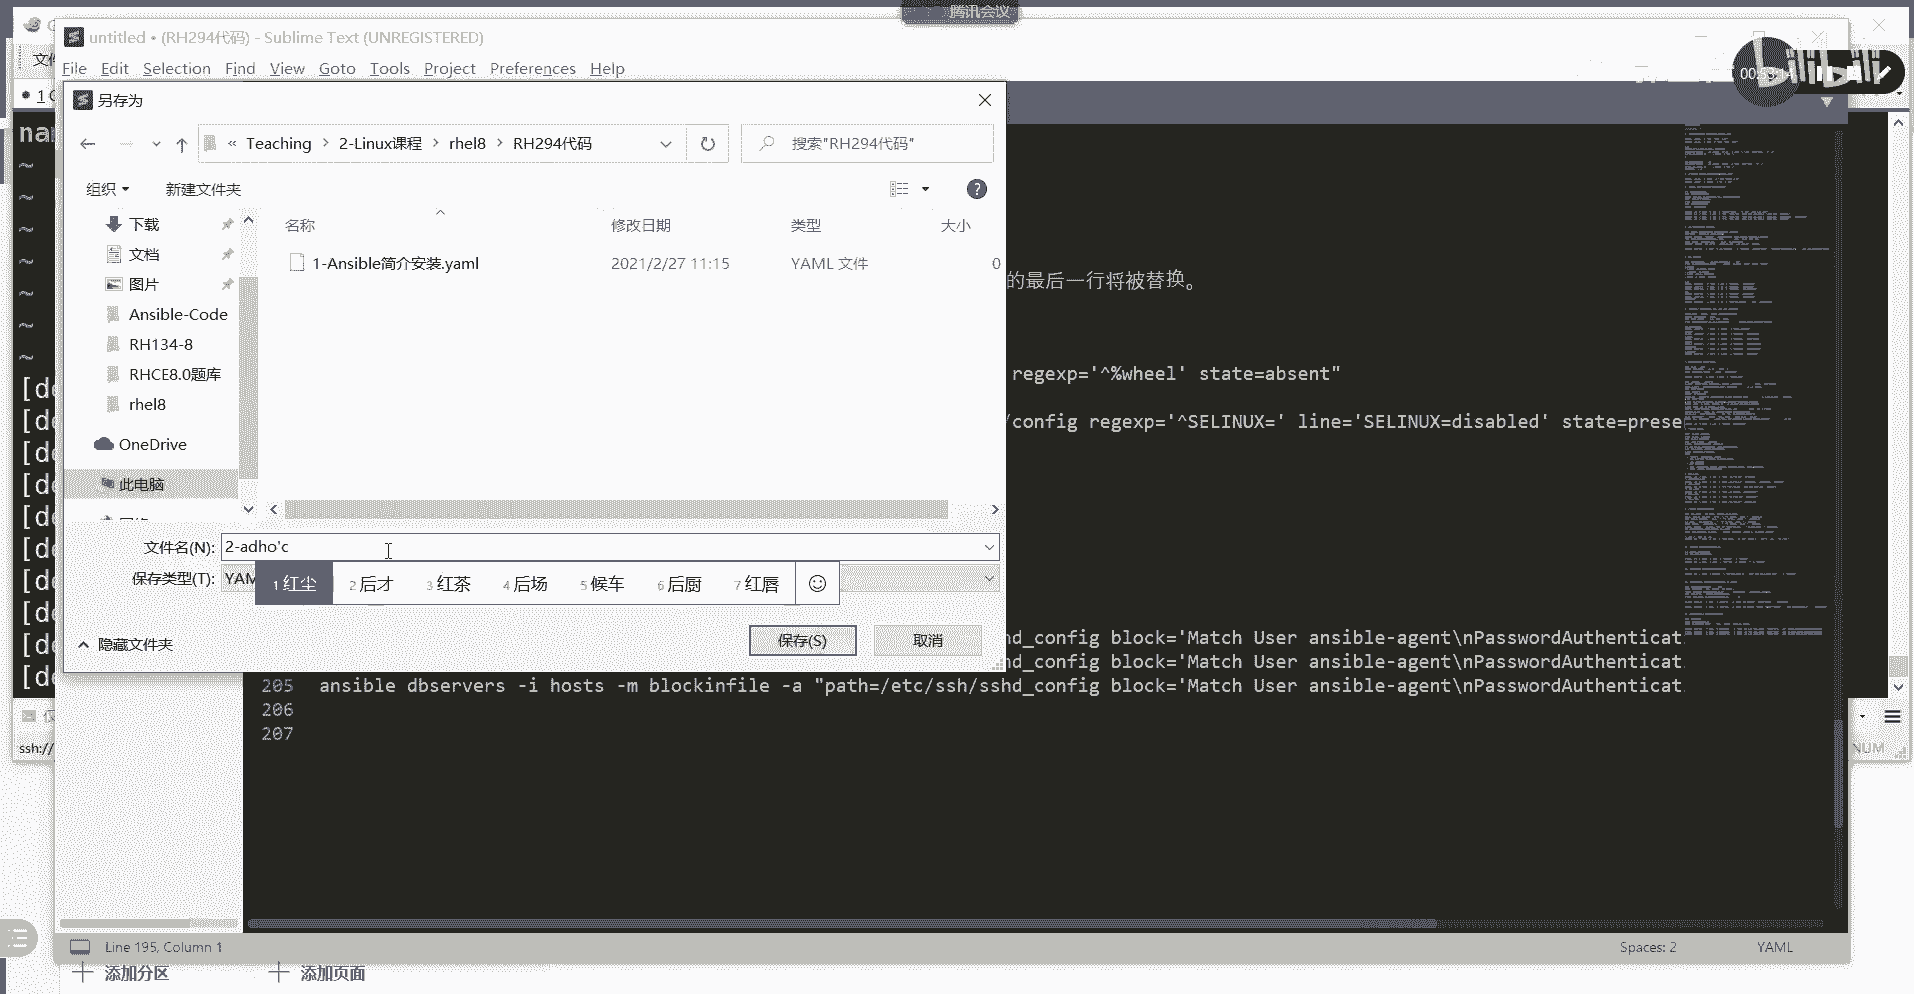 腾讯会议
untitled • (RH294代码) - Sublime Text (UNREGISTERED)
File Edit Selection Find View Goto Tools Project Preferences Help
bilibili
另存为
« Teaching › 2-Linux课程 › rhel8 › RH294代码
搜索"RH294代码"
组织 新建文件夹
名称 修改日期 类型 大小
1-Ansible简介安装.yaml 2021/2/27 11:15 YAML 文件 0
下载
文档
图片
Ansible-Code
RH134-8
RHCE8.0题库
rhel8
OneDrive
此电脑
的最后一行将被替换。
regexp='^%wheel' state=absent"
/config regexp='^SELINUX=' line='SELINUX=disabled' state=prese
文件名(N): 2-adho'c
保存类型(T): YAM
1 红尘 2 后才 3 红茶 4 后场 5 候车 6 后厨 7 红唇
隐藏文件夹
保存(S) 取消
hd_config block='Match User ansible-agent\nPasswordAuthenticat
hd_config block='Match User ansible-agent\nPasswordAuthenticat
205 ansible dbservers -i hosts -m blockinfile -a "path=/etc/ssh/sshd_config block='Match User ansible-agent\nPasswordAuthenticat
206
207
ssh://
NUM
Line 195, Column 1
Spaces: 2 YAML
添加分区 添加页面